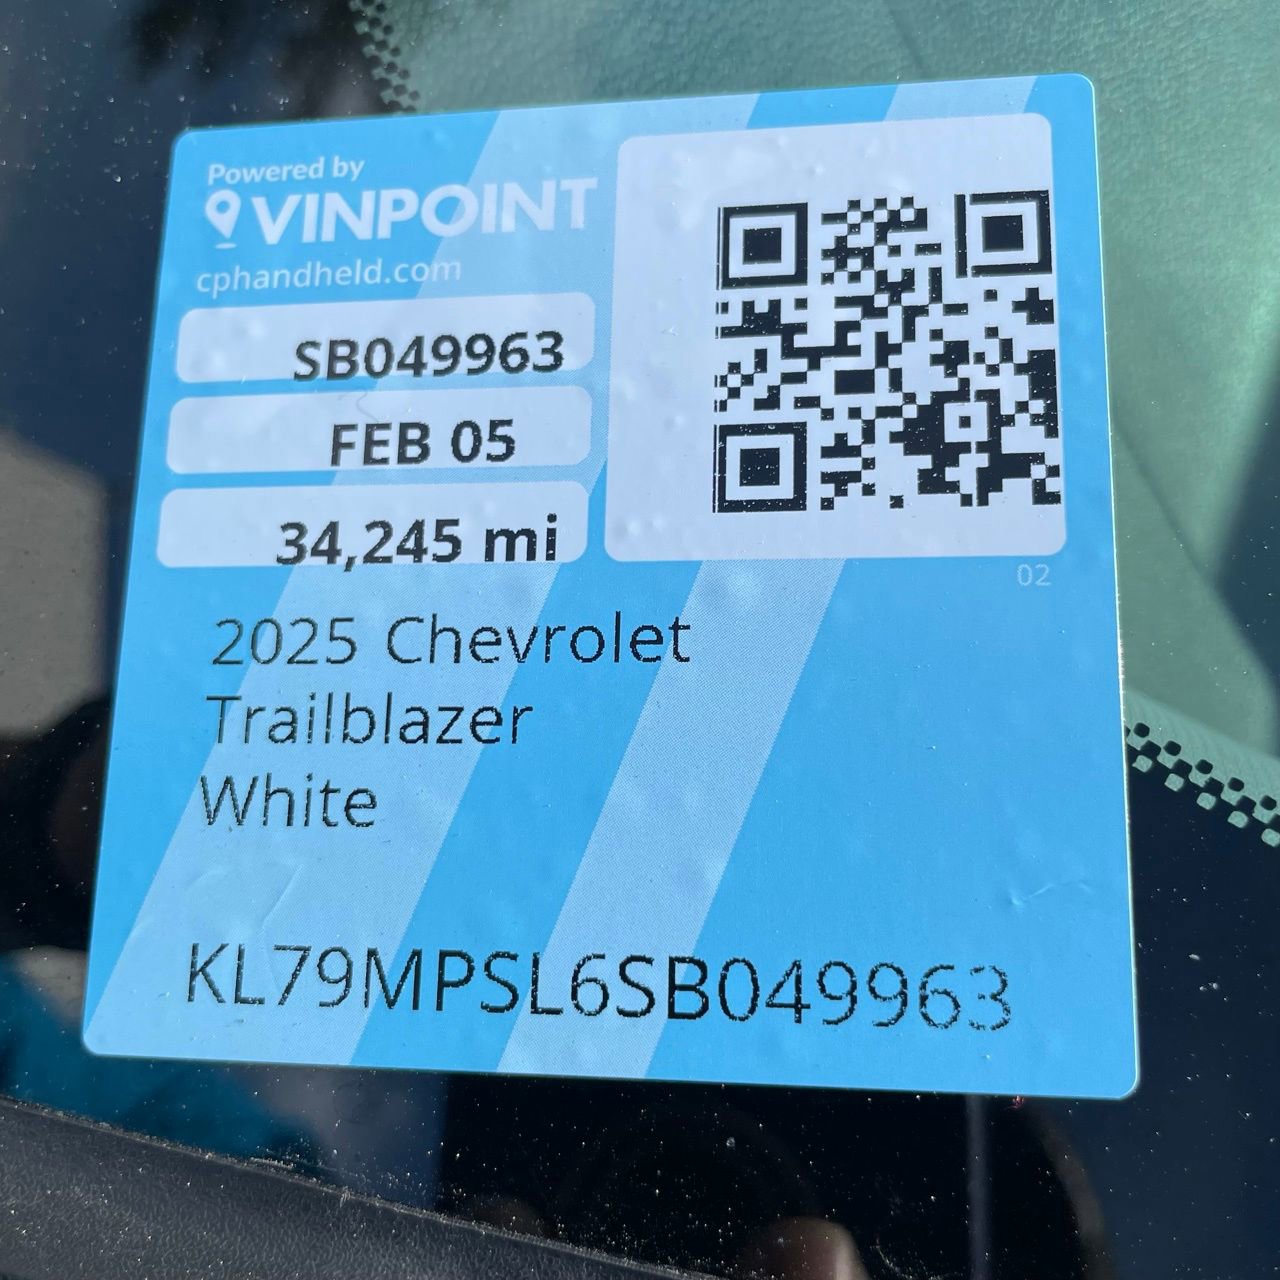 Powered by
VINPOINT
cphandheld.com
SB049963
FEB 05
34,245 mi
02
2025 Chevrolet
Trailblazer
White
KL79MPSL6SB049963